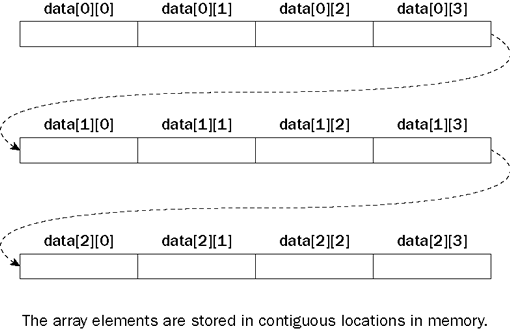 data[0][0] data[0][1] data[0][2] data[0][3]
data[1][0] data[1][1] data[1][2] data[1][3]
data[2][0] data[2][1] data[2][2] data[2][3]
The array elements are stored in contiguous locations in memory.